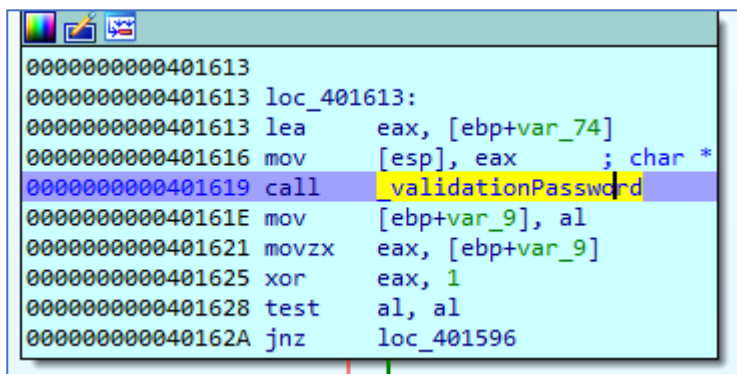 0000000000401613
0000000000401613 loc_401613:
0000000000401613 lea eax, [ebp+var_74]
0000000000401616 mov [esp], eax ; char *
0000000000401619 call _validationPassword
000000000040161E mov [ebp+var_9], al
0000000000401621 movzx eax, [ebp+var_9]
0000000000401625 xor eax, 1
0000000000401628 test al, al
000000000040162A jnz loc_401596